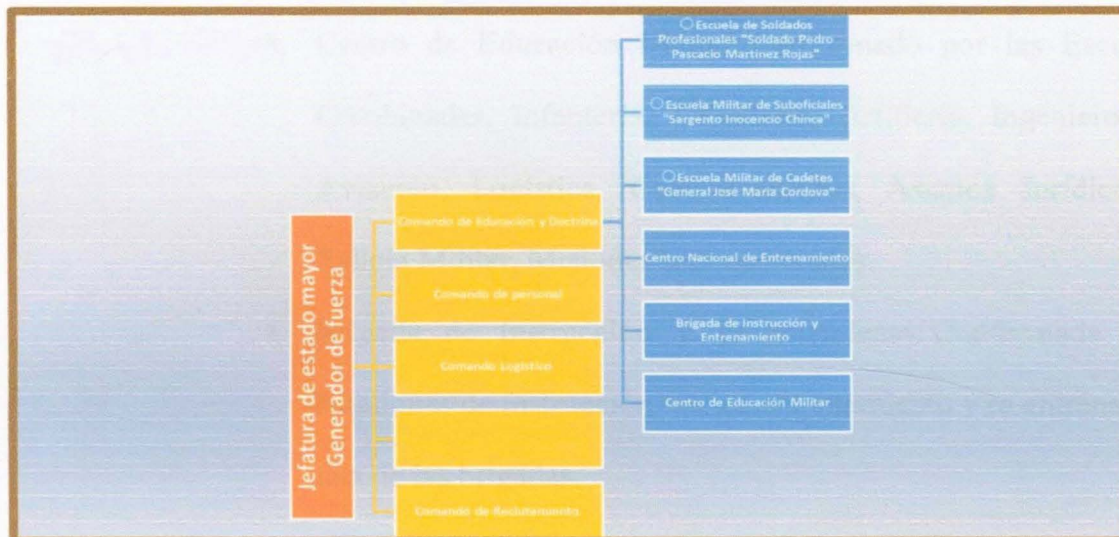 Jefatura de estado mayor
Generador de fuerza
Comando de Educación y Doctrina
Comando de personal
Comando Logístico
Comando de Reclutamiento
Escuela de Soldados
Profesionales "Soldado Pedro
Pascacio Martinez Rojas"
Escuela Militar de Suboficiales
"Sargento Inocencio Chinca"
Escuela Militar de Cadetes
"General José María Cordova"
Centro Nacional de Entrenamiento
Brigada de Instrucción y
Entrenamiento
Centro de Educación Militar